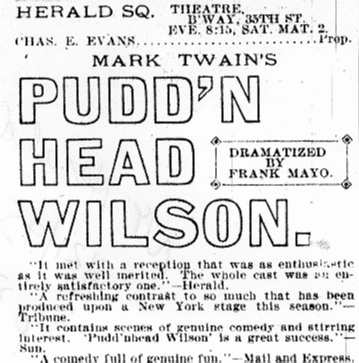 HERALD SQ. THEATRE,
B'WAY, 35TH ST.
EVE. 8:15, SAT. MAT. 2.
CHAS. E. EVANS....................Prop.
MARK TWAIN'S
PUDD'N
HEAD
WILSON.
DRAMATIZED
BY
FRANK MAYO.
"It met with a reception that was as enthusiastic
as it was well merited. The whole cast was an en-
tirely satisfactory one."—Herald.
"A refreshing contrast to so much that has been
produced upon a New York stage this season."—
Tribune.
"It contains scenes of genuine comedy and stirring
interest. 'Pudd'nhead Wilson' is a great success."—
Sun.
"A comedy full of genuine fun."—Mail and Express.